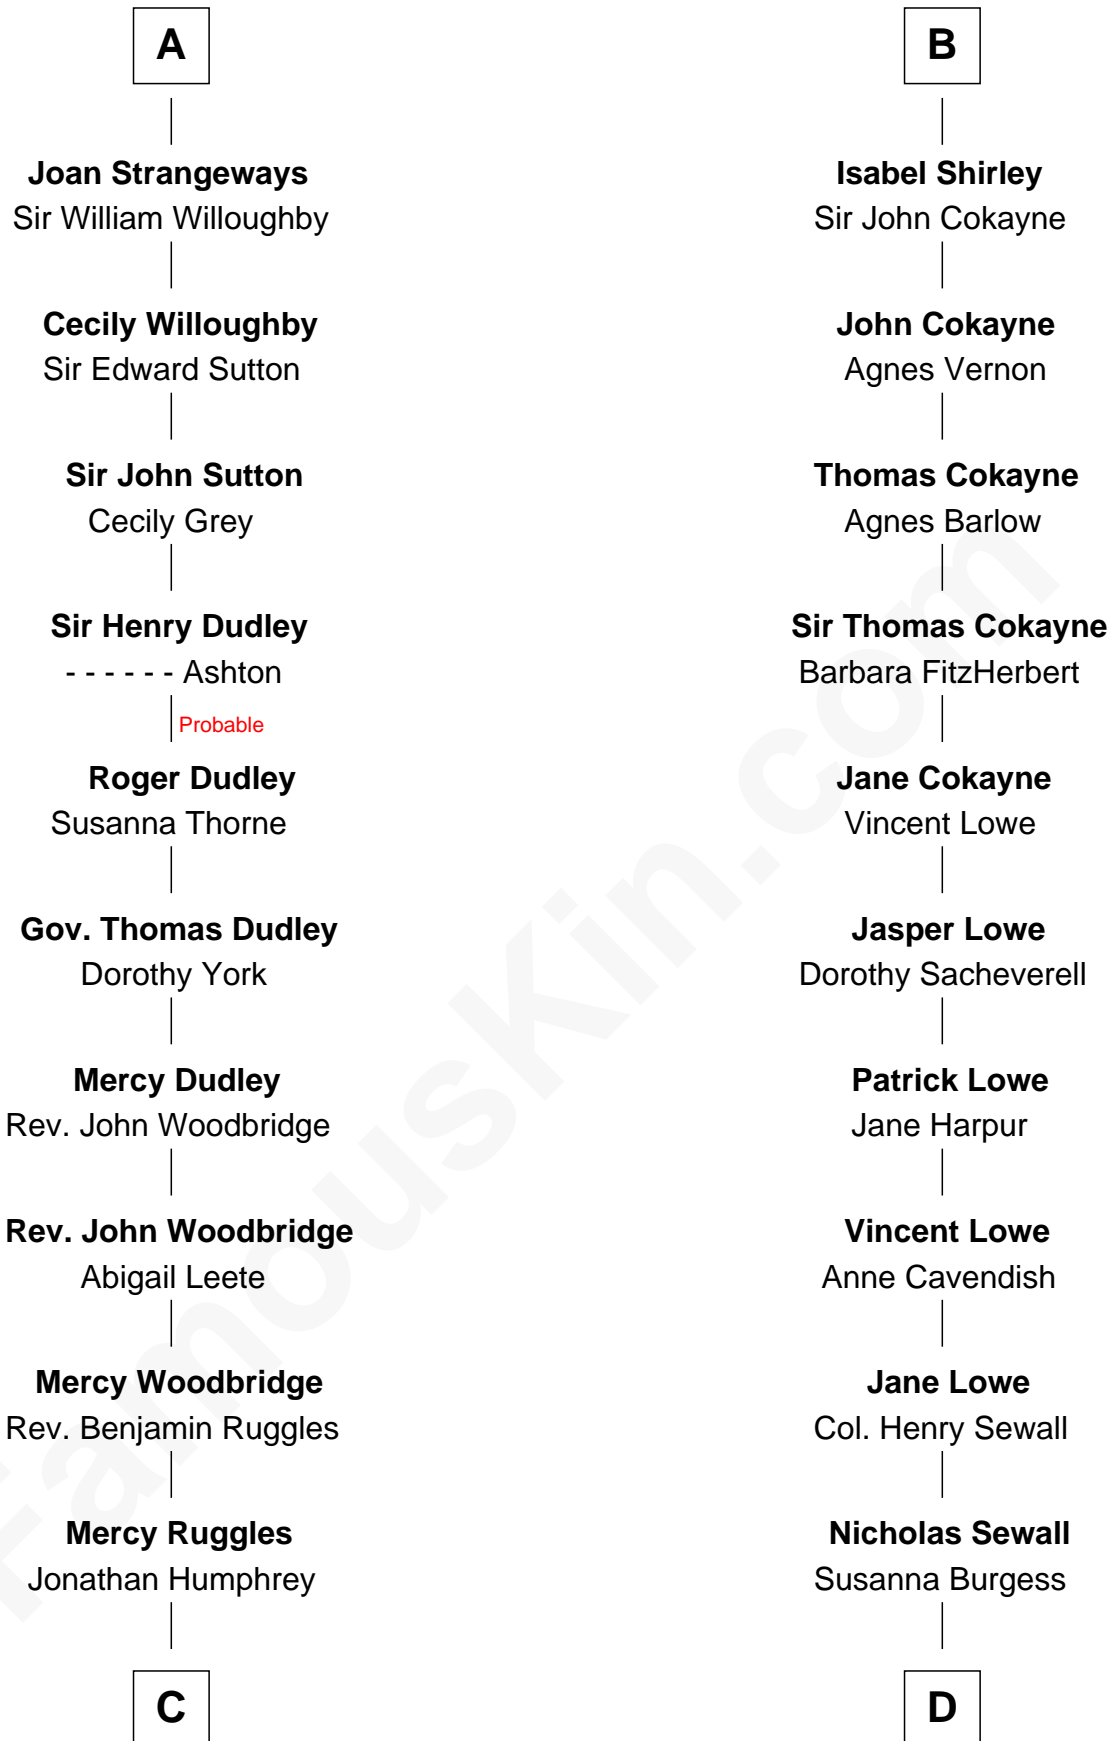 A
Joan Strangeways
Sir William Willoughby
Cecily Willoughby
Sir Edward Sutton
Sir John Sutton
Cecily Grey
Sir Henry Dudley
- - - - - - Ashton
Probable
Roger Dudley
Susanna Thorne
Gov. Thomas Dudley
Dorothy York
Mercy Dudley
Rev. John Woodbridge
Rev. John Woodbridge
Abigail Leete
Mercy Woodbridge
Rev. Benjamin Ruggles
Mercy Ruggles
Jonathan Humphrey
C
B
Isabel Shirley
Sir John Cokayne
John Cokayne
Agnes Vernon
Thomas Cokayne
Agnes Barlow
Sir Thomas Cokayne
Barbara FitzHerbert
Jane Cokayne
Vincent Lowe
Jasper Lowe
Dorothy Sacheverell
Patrick Lowe
Jane Harpur
Vincent Lowe
Anne Cavendish
Jane Lowe
Col. Henry Sewall
Nicholas Sewall
Susanna Burgess
D
FamousKin.com